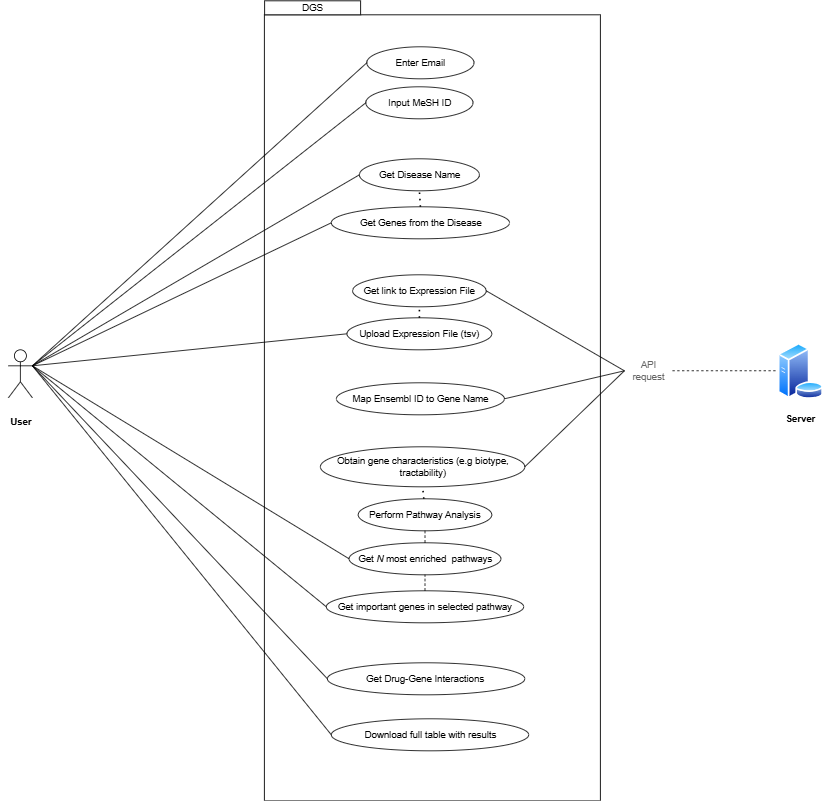 DGS
Enter Email
Input MeSH ID
Get Disease Name
Get Genes from the Disease
Get link to Expression File
Upload Expression File (tsv)
API
request
Map Ensembl ID to Gene Name
User
Server
Obtain gene characteristics (e.g biotype,
tractability)
Perform Pathway Analysis
Get N most enriched pathways
Get important genes in selected pathway
Get Drug-Gene Interactions
Download full table with results